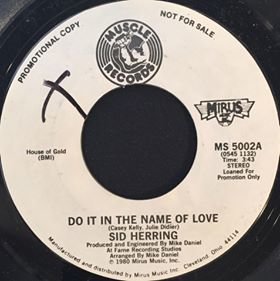 PROMOTIONAL COPY
NOT FOR SALE
MUSCLE
RECORDS
MIRUS
House of Gold
(BMI)
MS 5002A
(0545 1132)
Time: 3:43
Loaned For
Promotion Only
DO IT IN THE NAME OF LOVE
(Casey Kelly, Julie Didier)
SID HERRING
Produced and Engineered By Mike Daniel
At Fame Recording Studios
Arranged By Mike Daniel
© 1980 Mirus Music Inc.
Manufactured and distributed by Mirus Music, Inc. Cleveland, Ohio 44114